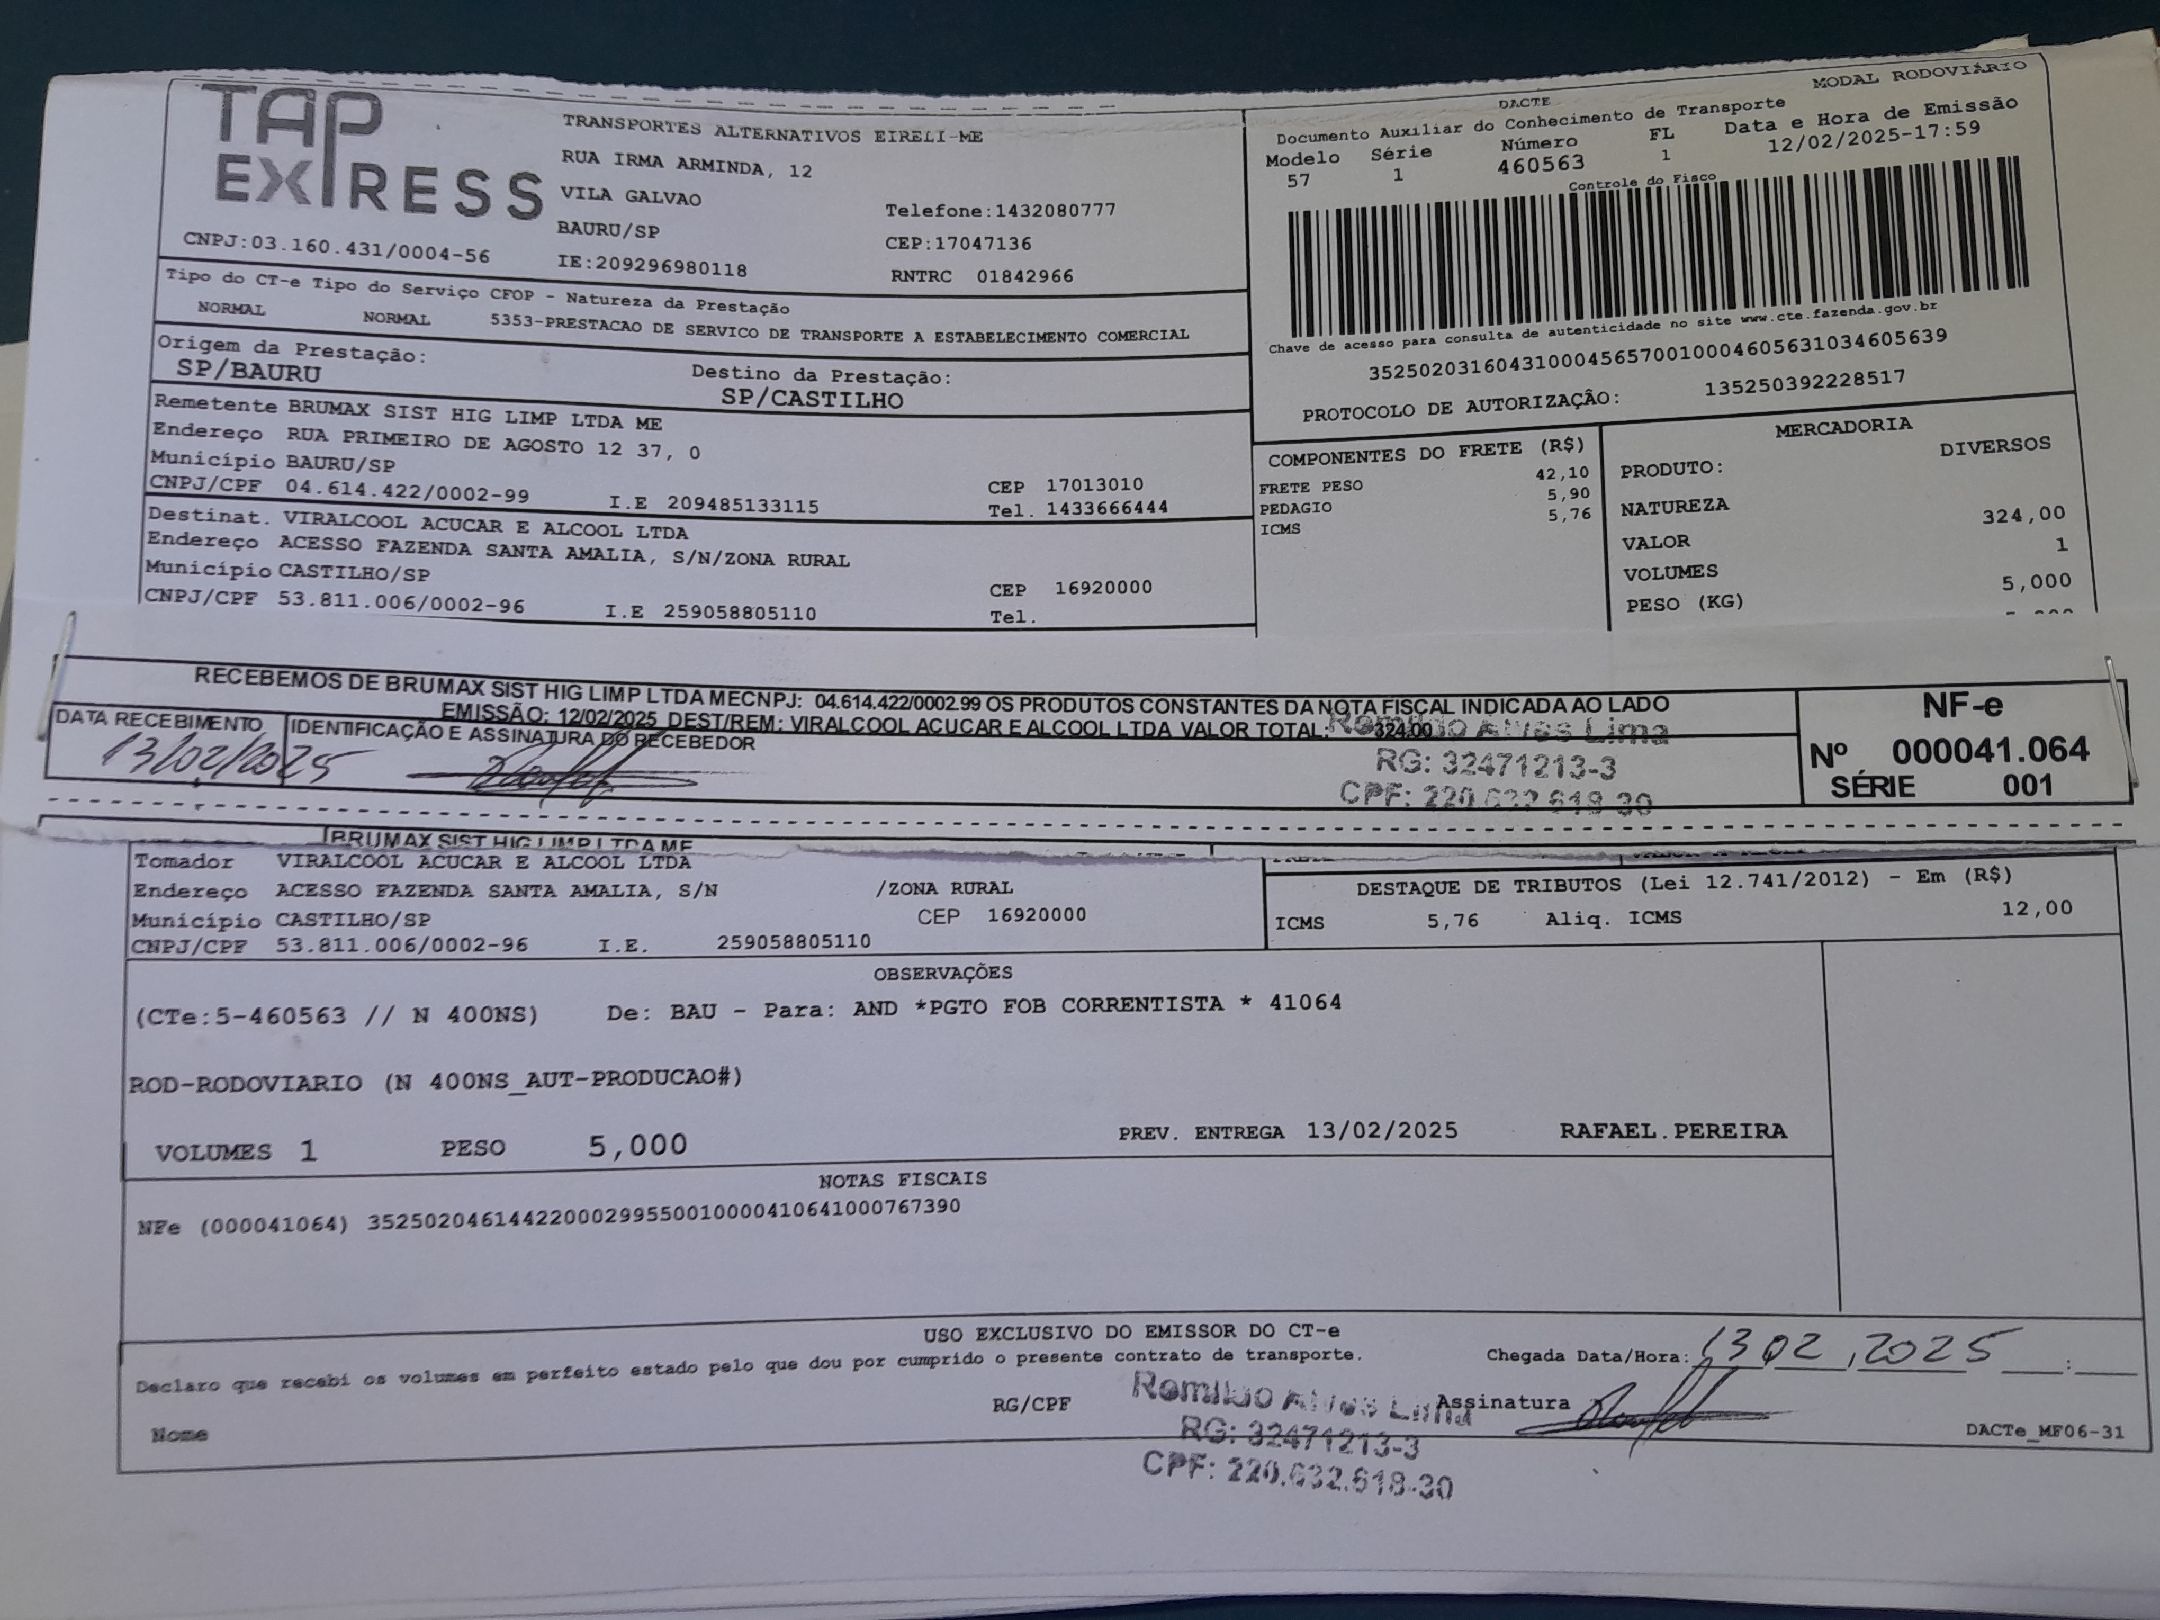 TAP
EXPRESS
TRANSPORTES ALTERNATIVOS EIRELI-ME
RUA IRMA ARMINDA, 12
VILA GALVAO
BAURU/SP
Telefone:1432080777
CEP:17047136
CNPJ:03.160.431/0004-56
IE:209296980118
RNTRC 01842966
MODAL RODOVIÁRIO
DACTE
Documento Auxiliar do Conhecimento de Transporte
Modelo Série Número FL Data e Hora de Emissão
57 1 460563 1 12/02/2025-17:59
Controle do Fisco
Chave de acesso para consulta de autenticidade no site www.cte.fazenda.gov.br
35250203160431000456570010004605631034605639
PROTOCOLO DE AUTORIZAÇÃO: 135250392228517
Tipo do CT-e Tipo do Serviço CFOP - Natureza da Prestação
NORMAL NORMAL 5353-PRESTACAO DE SERVICO DE TRANSPORTE A ESTABELECIMENTO COMERCIAL
Origem da Prestação: Destino da Prestação:
SP/BAURU SP/CASTILHO
Remetente BRUMAX SIST HIG LIMP LTDA ME
Endereço RUA PRIMEIRO DE AGOSTO 12 37, 0
Município BAURU/SP CEP 17013010
CNPJ/CPF 04.614.422/0002-99 I.E 209485133115 Tel. 1433666444
Destinat. VIRALCOOL ACUCAR E ALCOOL LTDA
Endereço ACESSO FAZENDA SANTA AMALIA, S/N/ZONA RURAL
Município CASTILHO/SP CEP 16920000
CNPJ/CPF 53.811.006/0002-96 I.E 259058805110 Tel.
COMPONENTES DO FRETE (R$)
FRETE PESO 42,10
PEDAGIO 5,90
ICMS 5,76
MERCADORIA
PRODUTO: DIVERSOS
NATUREZA
VALOR 324,00
VOLUMES 1
PESO (KG) 5,000
RECEBEMOS DE BRUMAX SIST HIG LIMP LTDA MECNPJ: 04.614.422/0002.99 OS PRODUTOS CONSTANTES DA NOTA FISCAL INDICADA AO LADO
EMISSÃO: 12/02/2025 DEST/REM: VIRALCOOL ACUCAR E ALCOOL LTDA VALOR TOTAL: 324.00
DATA RECEBIMENTO IDENTIFICAÇÃO E ASSINATURA DO RECEBEDOR
13/02/2025
Romildo Alves Lima
RG: 32471213-3
CPF: 220.632.618-30
NF-e
Nº 000041.064
SÉRIE 001
BRUMAX SIST HIG LIMP LTDA ME
Tomador VIRALCOOL ACUCAR E ALCOOL LTDA
Endereço ACESSO FAZENDA SANTA AMALIA, S/N /ZONA RURAL
Município CASTILHO/SP CEP 16920000
CNPJ/CPF 53.811.006/0002-96 I.E. 259058805110
DESTAQUE DE TRIBUTOS (Lei 12.741/2012) - Em (R$)
ICMS 5,76 Aliq. ICMS 12,00
OBSERVAÇÕES
(CTe:5-460563 // N 400NS) De: BAU - Para: AND *PGTO FOB CORRENTISTA * 41064
ROD-RODOVIARIO (N 400NS_AUT-PRODUCAO#)
VOLUMES 1 PESO 5,000 PREV. ENTREGA 13/02/2025 RAFAEL.PEREIRA
NOTAS FISCAIS
NFe (000041064) 35250204614422000299550010000410641000767390
USO EXCLUSIVO DO EMISSOR DO CT-e
Declaro que recebi os volumes em perfeito estado pelo que dou por cumprido o presente contrato de transporte.
Chegada Data/Hora: 13 02, 2025 :
Nome RG/CPF Assinatura
Romildo Alves Lima
RG: 32471213-3
CPF: 220.632.618-30
DACTe_MF06-31